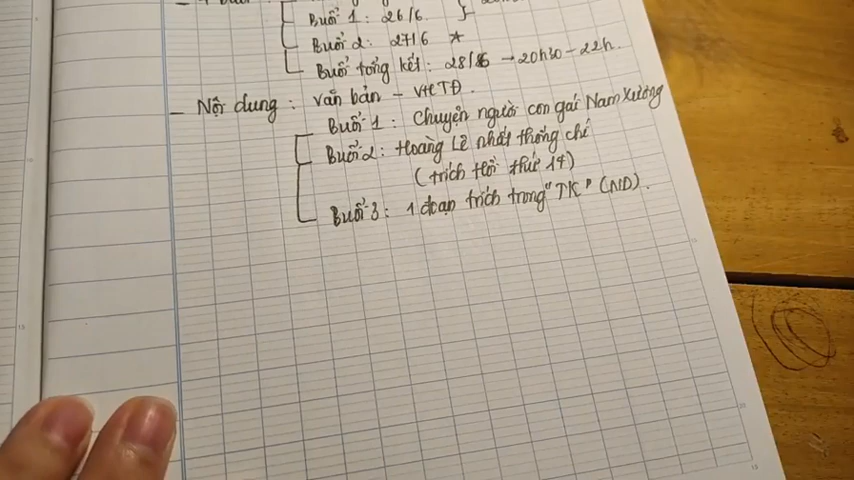 Buổi 1: 26/6.
Buổi 2: 27/6 *
Buổi tổng kết: 28/6 → 20h30 - 22h.
- Nội dung: văn bản - VHTĐ.
Buổi 1: Chuyện người con gái Nam Xương
Buổi 2: Hoàng Lê nhất thống chí
(trích hồi thứ 14)
Buổi 3: 1 đoạn trích trong "TK" (ND).